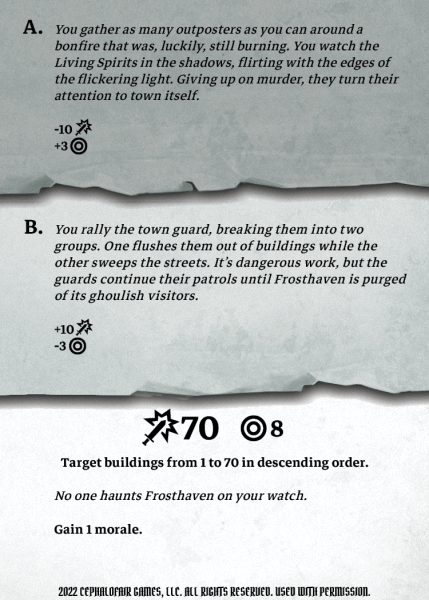 A. You gather as many outposters as you can around a
bonfire that was, luckily, still burning. You watch the
Living Spirits in the shadows, flirting with the edges of
the flickering light. Giving up on murder, they turn their
attention to town itself.
-10
+3
B. You rally the town guard, breaking them into two
groups. One flushes them out of buildings while the
other sweeps the streets. It's dangerous work, but the
guards continue their patrols until Frosthaven is purged
of its ghoulish visitors.
+10
-3
70 8
Target buildings from 1 to 70 in descending order.
No one haunts Frosthaven on your watch.
Gain 1 morale.
2022 CEPHALOFAIR GAMES, LLC. ALL RIGHTS RESERVED. USED WITH PERMISSION.